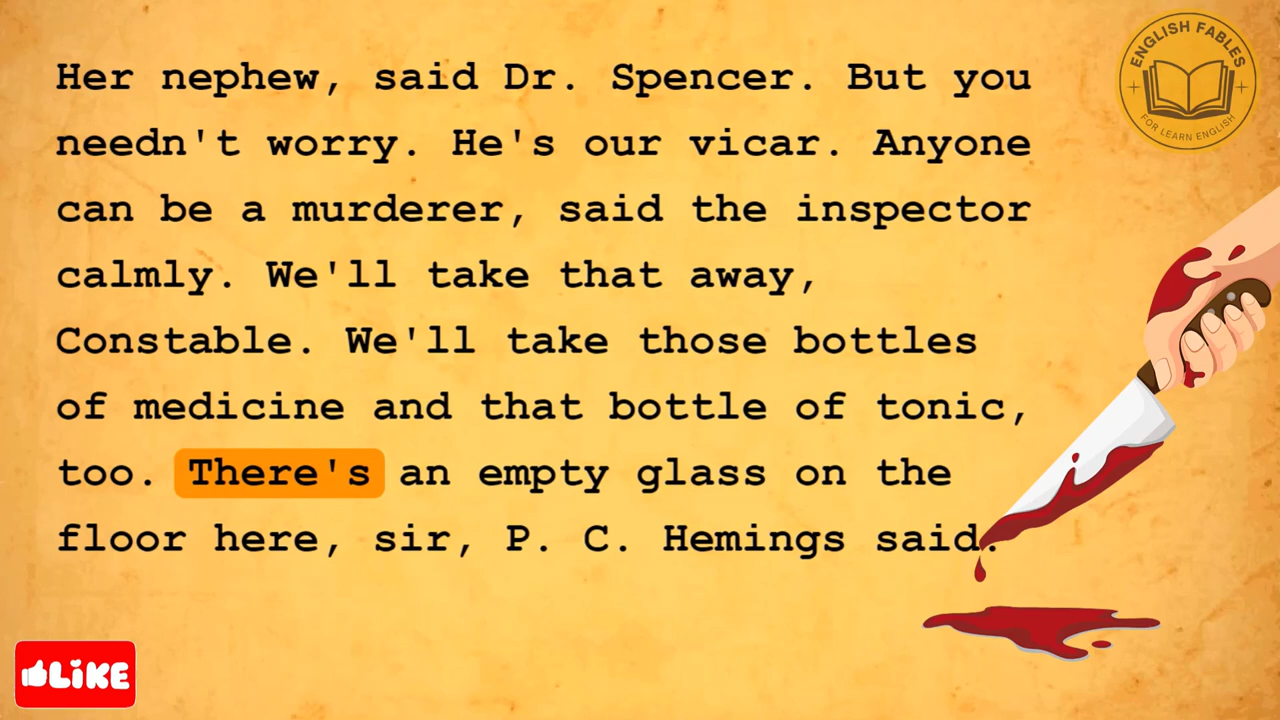 Her nephew, said Dr. Spencer. But you
needn't worry. He's our vicar. Anyone
can be a murderer, said the inspector
calmly. We'll take that away,
Constable. We'll take those bottles
of medicine and that bottle of tonic,
too. There's an empty glass on the
floor here, sir, P. C. Hemings said.
ENGLISH FABLES
FOR LEARN ENGLISH
LIKE